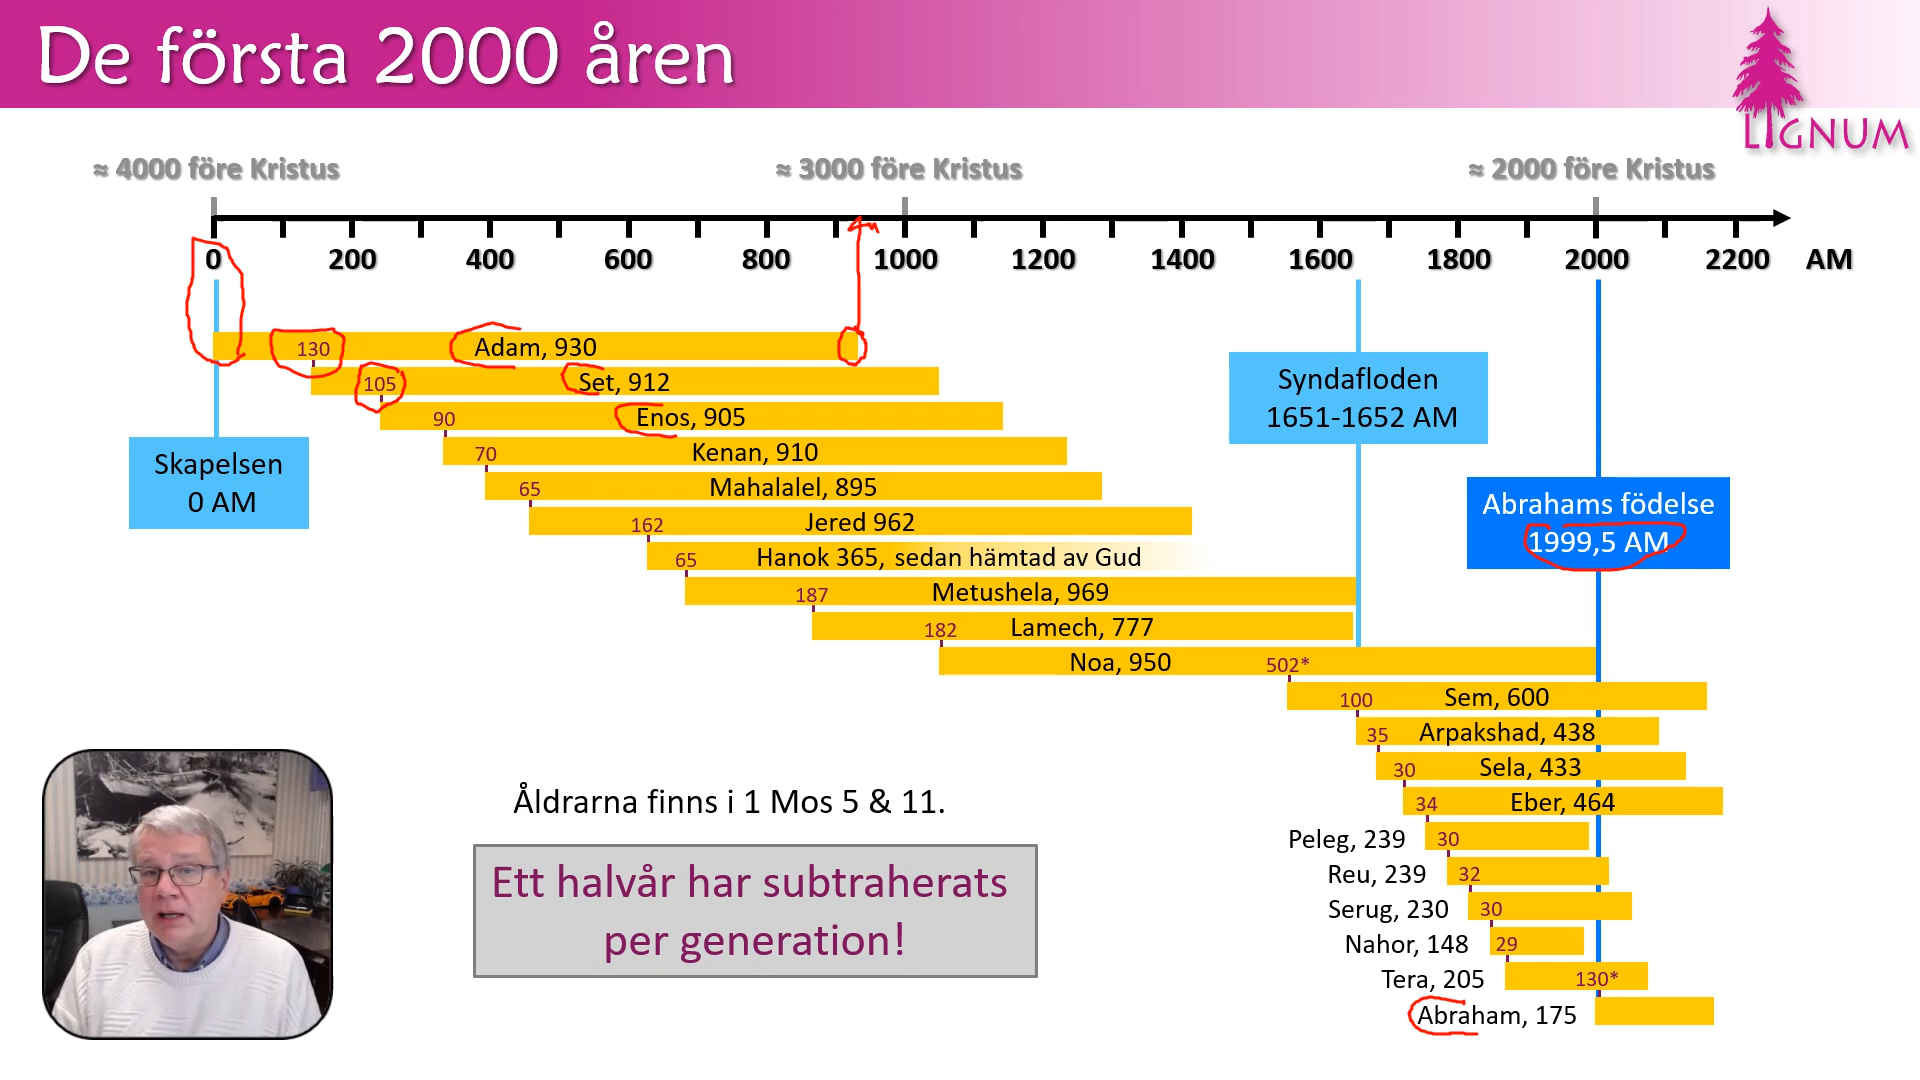 De första 2000 åren
LIGNUM
≈ 4000 före Kristus
≈ 3000 före Kristus
≈ 2000 före Kristus
0 200 400 600 800 1000 1200 1400 1600 1800 2000 2200 AM
130 Adam, 930
105 Set, 912
90 Enos, 905
70 Kenan, 910
65 Mahalalel, 895
162 Jered 962
65 Hanok 365, sedan hämtad av Gud
187 Metushela, 969
182 Lamech, 777
Noa, 950 502*
100 Sem, 600
35 Arpakshad, 438
30 Sela, 433
34 Eber, 464
Peleg, 239 30
Reu, 239 32
Serug, 230 30
Nahor, 148 29
Tera, 205 130*
Abraham, 175
Skapelsen
0 AM
Syndafloden
1651-1652 AM
Abrahams födelse
1999,5 AM
Åldrarna finns i 1 Mos 5 & 11.
Ett halvår har subtraherats
per generation!